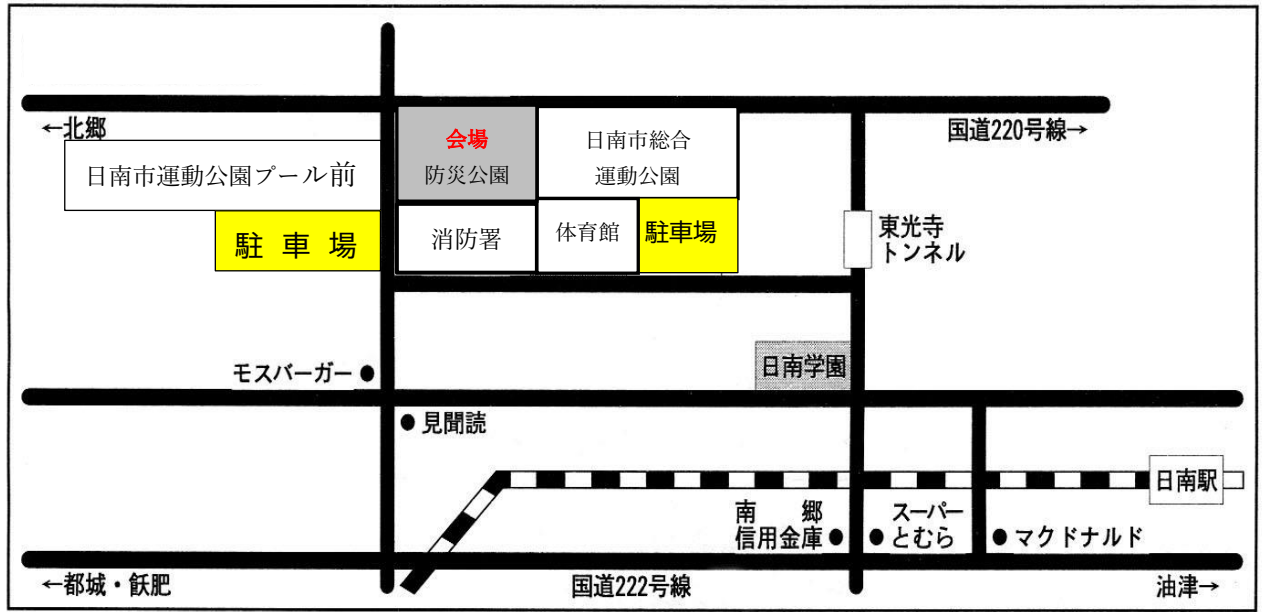 ←北郷
国道220号線→
会場
防災公園
日南市総合
運動公園
日南市運動公園プール前
駐 車 場
消防署
体育館
駐車場
東光寺
トンネル
モスバーガー
日南学園
見聞読
日南駅
南 郷
信用金庫
スーパー
とむら
マクドナルド
←都城・飫肥
国道222号線
油津→